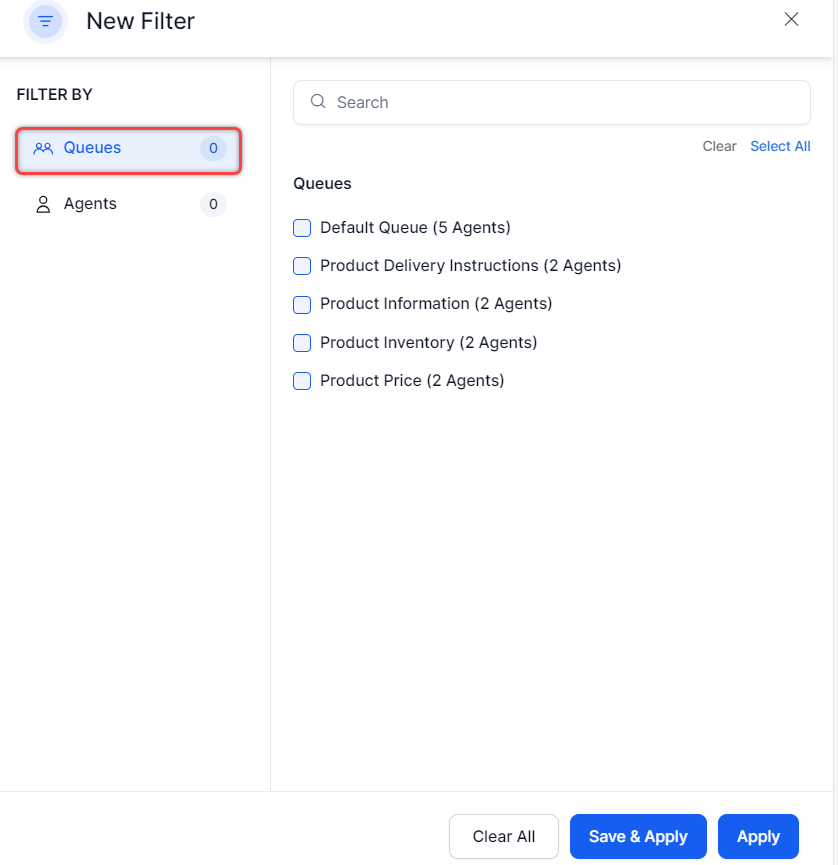 New Filter
FILTER BY
Queues 0
Agents 0
Search
Clear Select All
Queues
Default Queue (5 Agents)
Product Delivery Instructions (2 Agents)
Product Information (2 Agents)
Product Inventory (2 Agents)
Product Price (2 Agents)
Clear All Save & Apply Apply